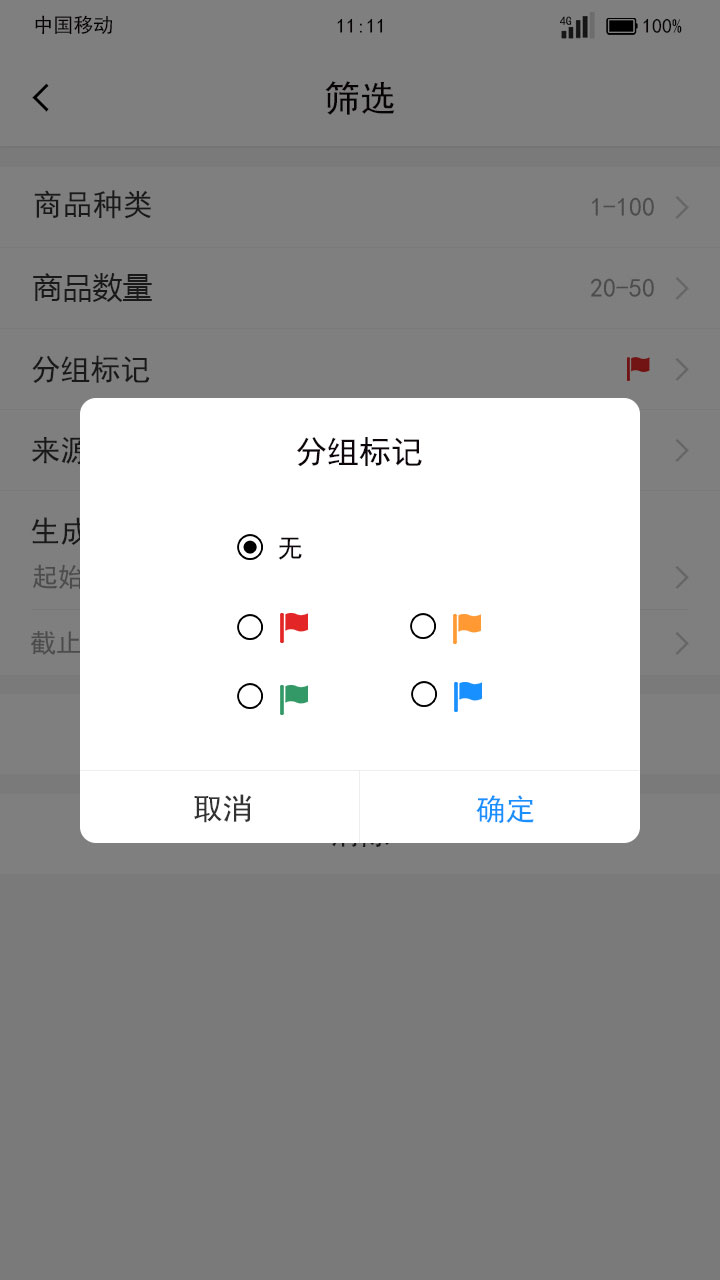 中国移动 11:11 4G 100%
筛选
商品种类 1-100
商品数量 20-50
分组标记
来源
生成
起始
截止
分组标记
无
取消 确定